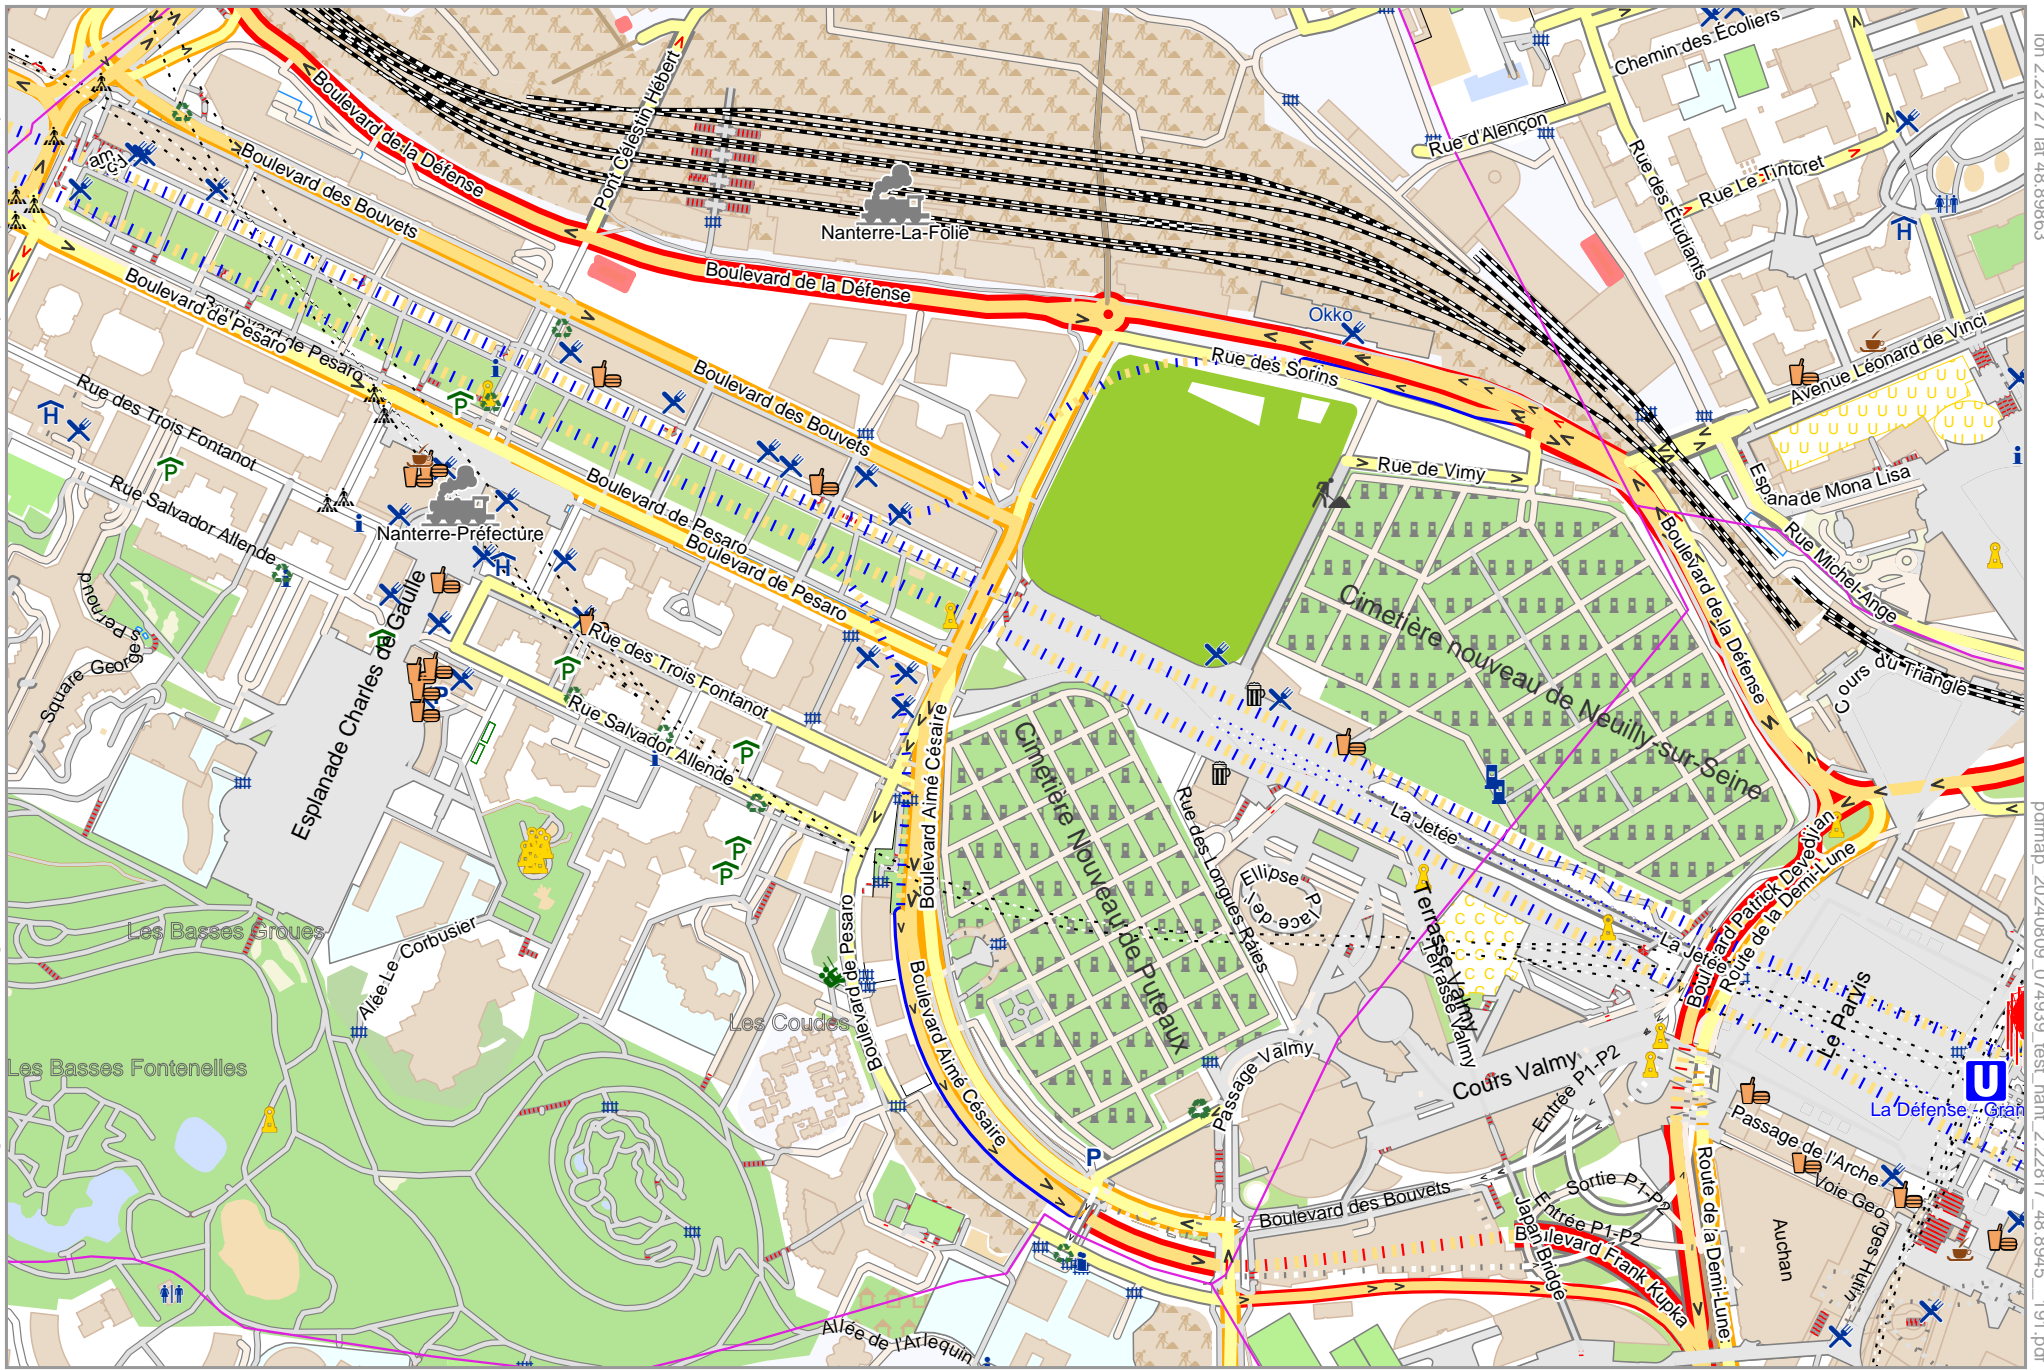 Chemin des Écoliers
Boulevard de la Défense
Pont Célestin Hébert
Rue d'Alençon
Boulevard des Bouvets
Rue des Étudiants
Rue Le Tintoret
Nanterre-La-Folie
H
Boulevard de la Défense
Boulevard de Pesaro
Okko
Rue des Sorins
Avenue Léonard de Vinci
Rue des Trois Fontanot
Boulevard des Bouvets
P
H
P
Rue de Vimy
Esplanade de Mona Lisa
Rue Salvador Allende
Boulevard de Pesaro
Nanterre-Préfecture
Boulevard de Pesaro
Rue Michel-Ange
Boulevard de la Défense
H
Cimetière nouveau de Neuilly-sur-Seine
Square Georges Pernoud
Esplanade Charles de Gaulle
Rue des Trois Fontanot
Cours du Triangle
P
P
Rue Salvador Allende
P
Boulevard Aimé Césaire
Cimetière Nouveau de Puteaux
La Jetée
Rue des Longues Raies
Place de l'Ellipse
P
P
Boulevard Patrick Devedjian
Route de la Demi-Lune
Terrasse Valmy
Terrasse Valmy
La Jetée
Les Basses Groues
Allée Le Corbusier
Boulevard de Pesaro
Boulevard Aimé Césaire
Le Parvis
Les Coudes
Passage Valmy
Cours Valmy
Les Basses Fontenelles
Entrée P1-P2
U
La Défense - Gran
Passage de l'Arche
P
Boulevard des Bouvets
Sortie P1-P2
Entrée P1-P2
Japan Bridge
Boulevard Frank Kupka
Route de la Demi-Lune
Voie Georges Hutin
Auchan
Allée de l'Arlequin